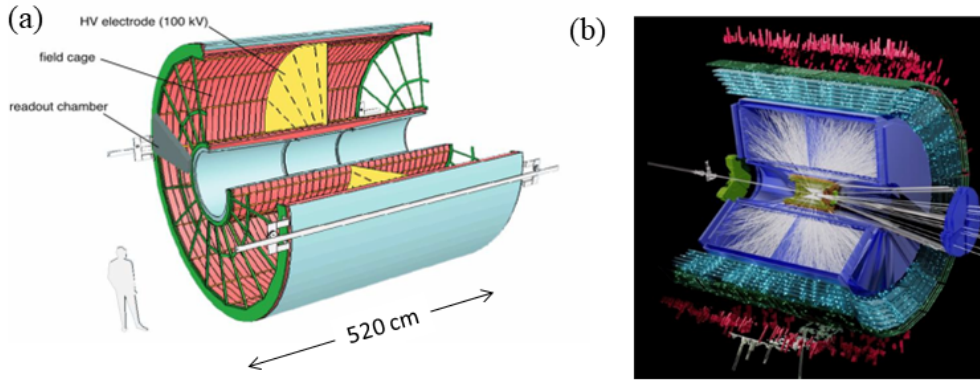 (a)
HV electrode (100 kV)
field cage
readout chamber
520 cm
(b)